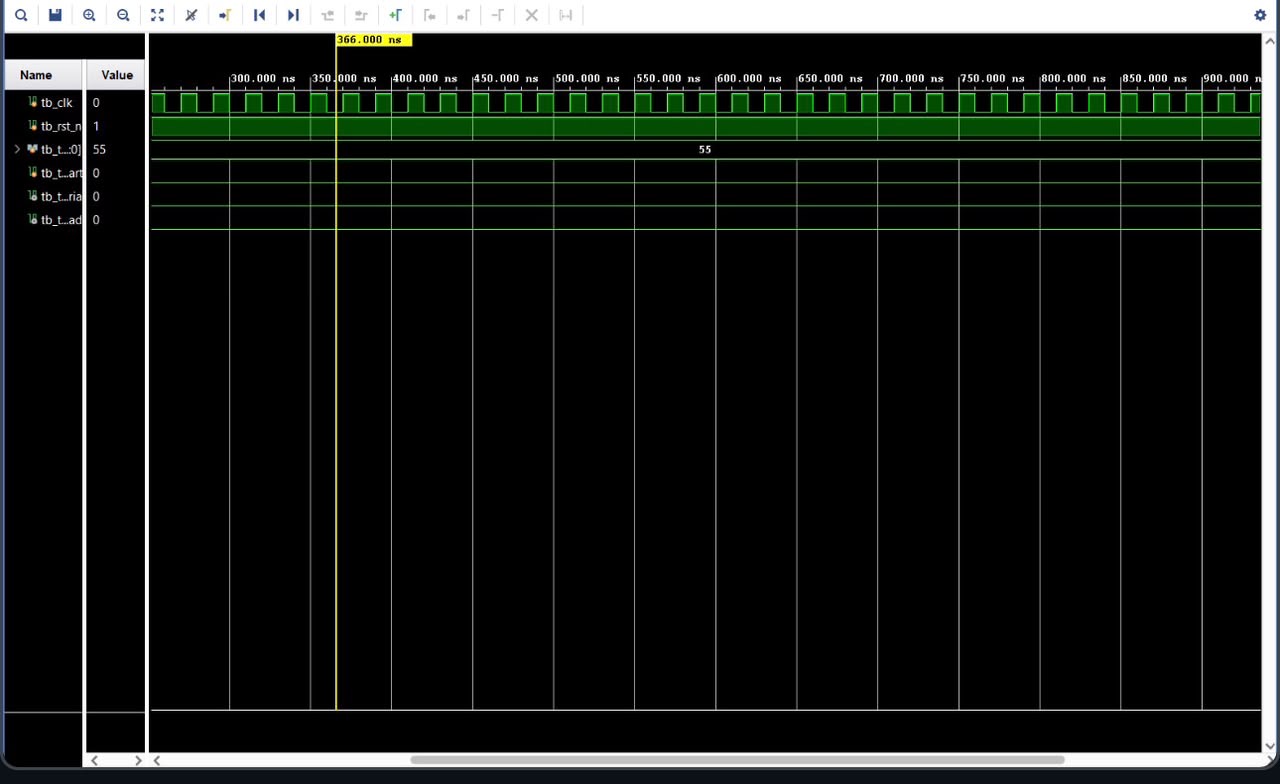 366.000 ns
Name Value
300.000 ns 350.000 ns 400.000 ns 450.000 ns 500.000 ns 550.000 ns 600.000 ns 650.000 ns 700.000 ns 750.000 ns 800.000 ns 850.000 ns 900.000 n
tb_clk 0
tb_rst_n 1
tb_t...:0] 55 55
tb_t...art 0
tb_t...ria 0
tb_t...ad 0